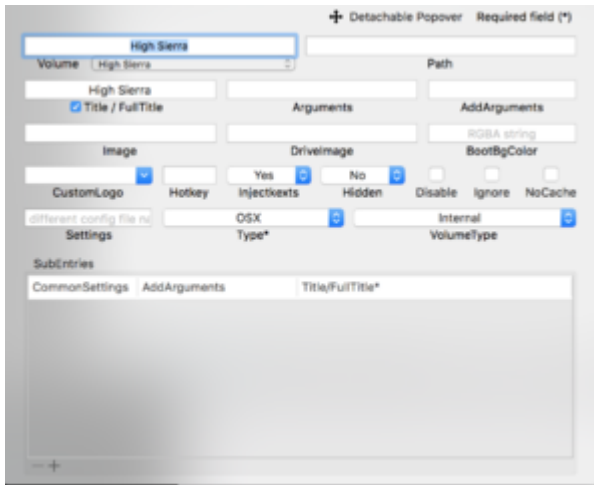 Detachable Popover Required field (*)
High Sierra
Volume High Sierra Path
High Sierra
Title / FullTitle Arguments AddArguments
RGBA string
Image DriveImage BootBgColor
Yes No
CustomLogo Hotkey Injectkexts Hidden Disable Ignore NoCache
different config file na OSX Internal
Settings Type* VolumeType
SubEntries
CommonSettings AddArguments Title/FullTitle*